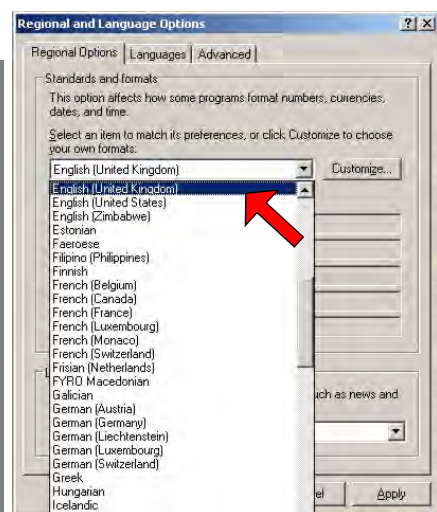 Regional and Language Options
Regional Options Languages Advanced
Standards and formats
This option affects how some programs format numbers, currencies,
dates, and time.
Select an item to match its preferences, or click Customize to choose
your own formats:
English (United Kingdom) Customize...
English (United Kingdom)
English (United States)
English (Zimbabwe)
Estonian
Faeroese
Filipino (Philippines)
Finnish
French (Belgium)
French (Canada)
French (France)
French (Luxembourg)
French (Monaco)
French (Switzerland)
Frisian (Netherlands)
FYRO Macedonian
Galician
uch as news and
German (Austria)
German (Germany)
German (Liechtenstein)
German (Luxembourg)
German (Switzerland)
Greek
Hungarian
el Apply
Icelandic